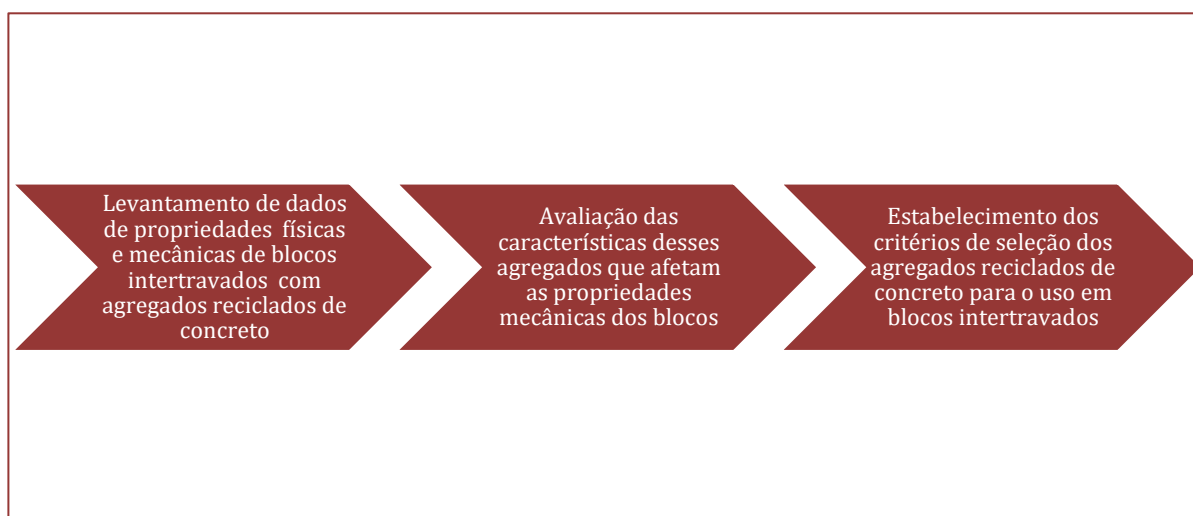 Levantamento de dados
de propriedades físicas
e mecânicas de blocos
intertravados com
agregados reciclados de
concreto
Avaliação das
características desses
agregados que afetam
as propriedades
mecânicas dos blocos
Estabelecimento dos
critérios de seleção dos
agregados reciclados de
concreto para o uso em
blocos intertravados